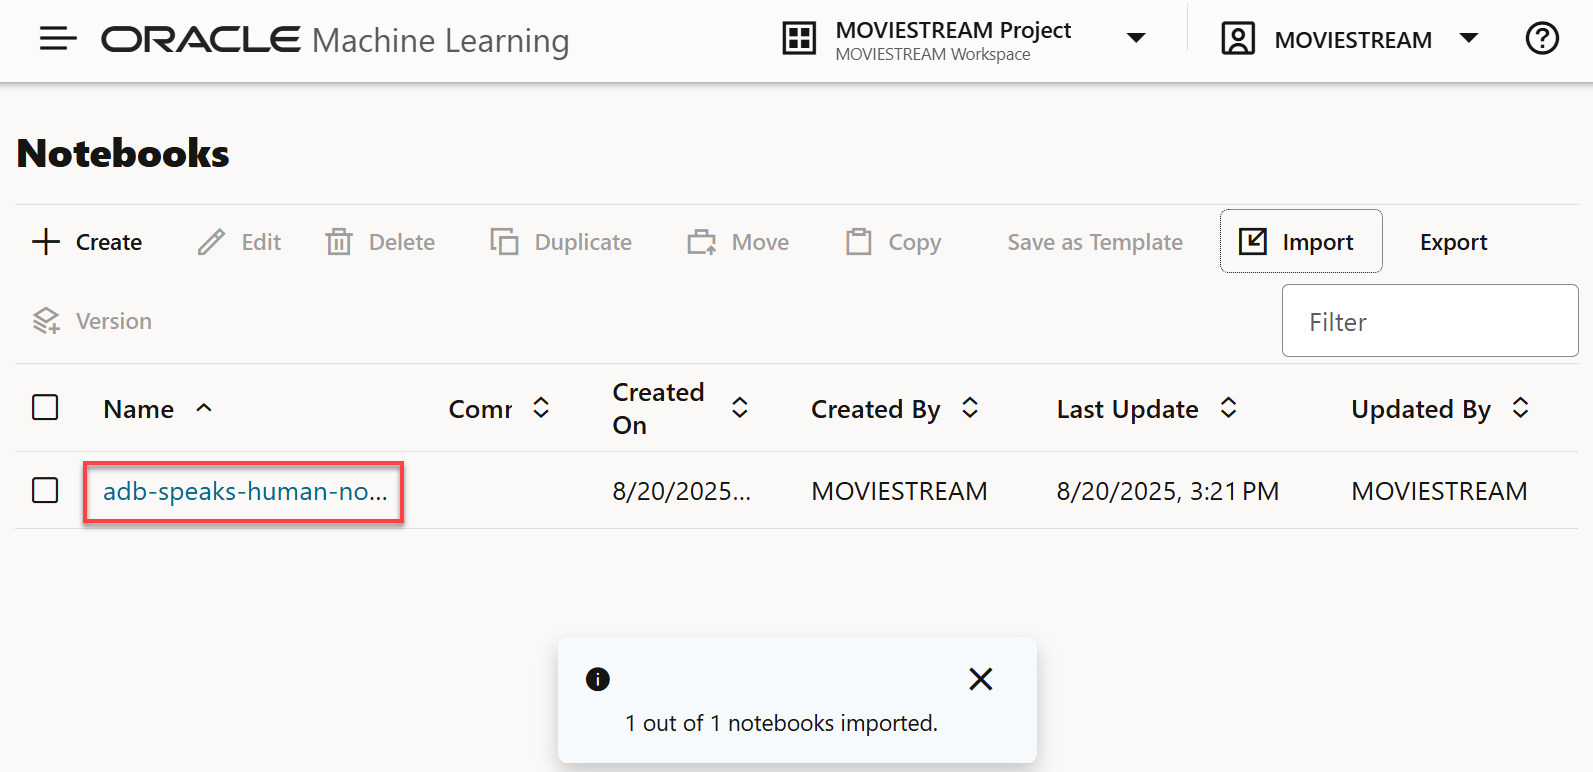 ORACLE Machine Learning
MOVIESTREAM Project
MOVIESTREAM Workspace
MOVIESTREAM
Notebooks
Create Edit Delete Duplicate Move Copy Save as Template Import Export
Version
Filter
Name Comr Created On Created By Last Update Updated By
adb-speaks-human-no... 8/20/2025... MOVIESTREAM 8/20/2025, 3:21 PM MOVIESTREAM
1 out of 1 notebooks imported.